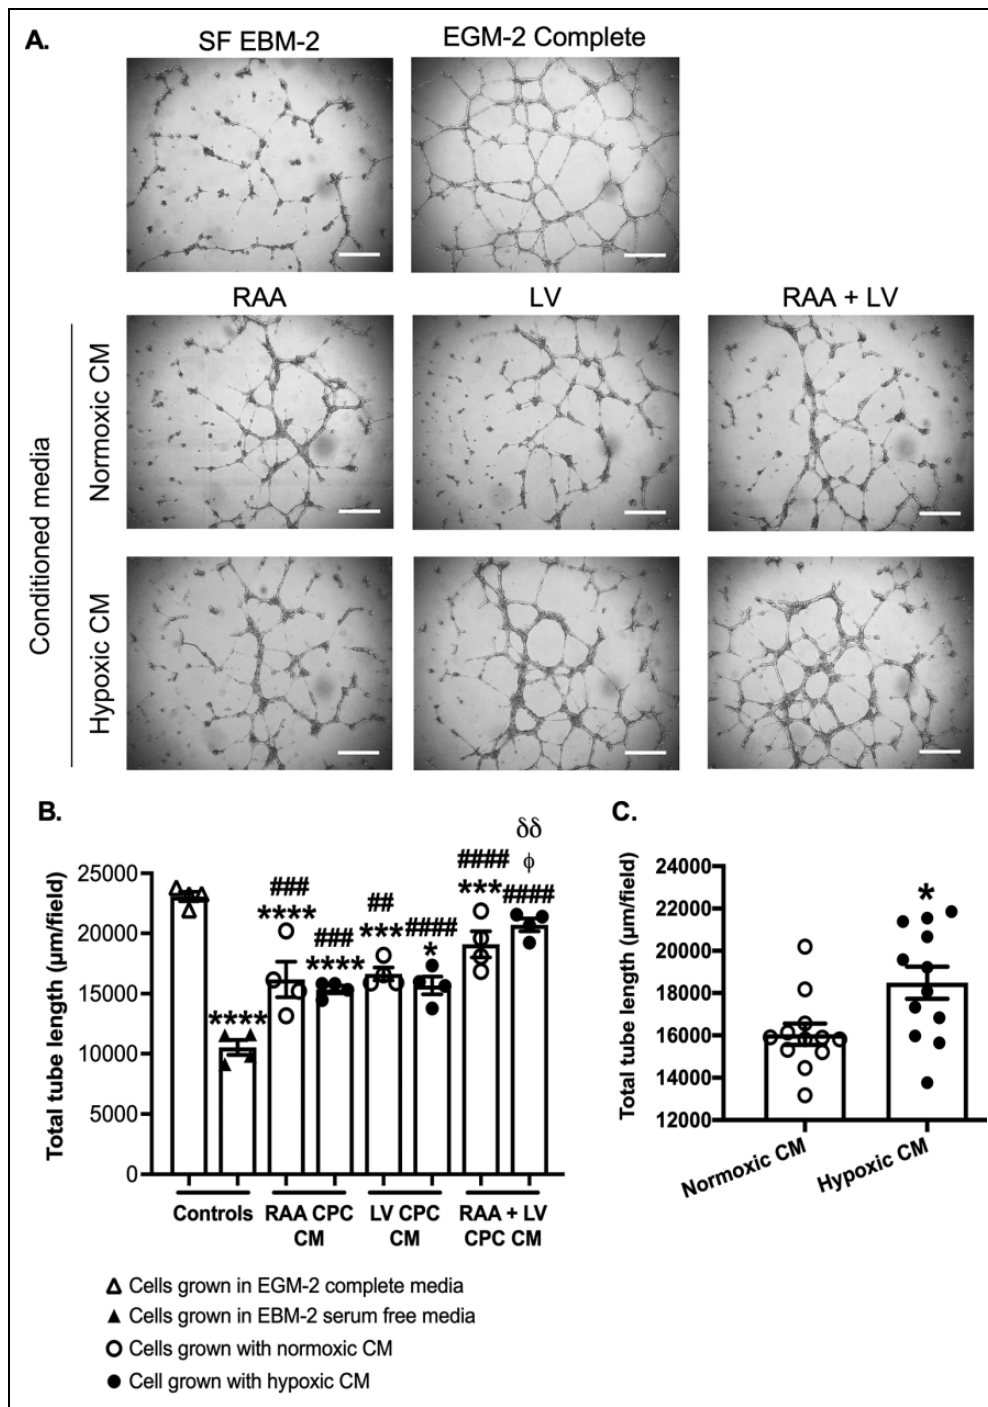 A.
SF EBM-2
EGM-2 Complete
RAA
LV
RAA + LV
Conditioned media
Normoxic CM
Hypoxic CM
B.
Total tube length (µm/field)
25000
20000
15000
10000
5000
0
****
###
****
###
****
##
***
####
*
####
***
δδ
ϕ
####
Controls
RAA CPC
CM
LV CPC
CM
RAA + LV
CPC CM
Cells grown in EGM-2 complete media
Cells grown in EBM-2 serum free media
Cells grown with normoxic CM
Cell grown with hypoxic CM
C.
Total tube length (µm/field)
24000
22000
20000
18000
16000
14000
12000
*
Normoxic CM
Hypoxic CM